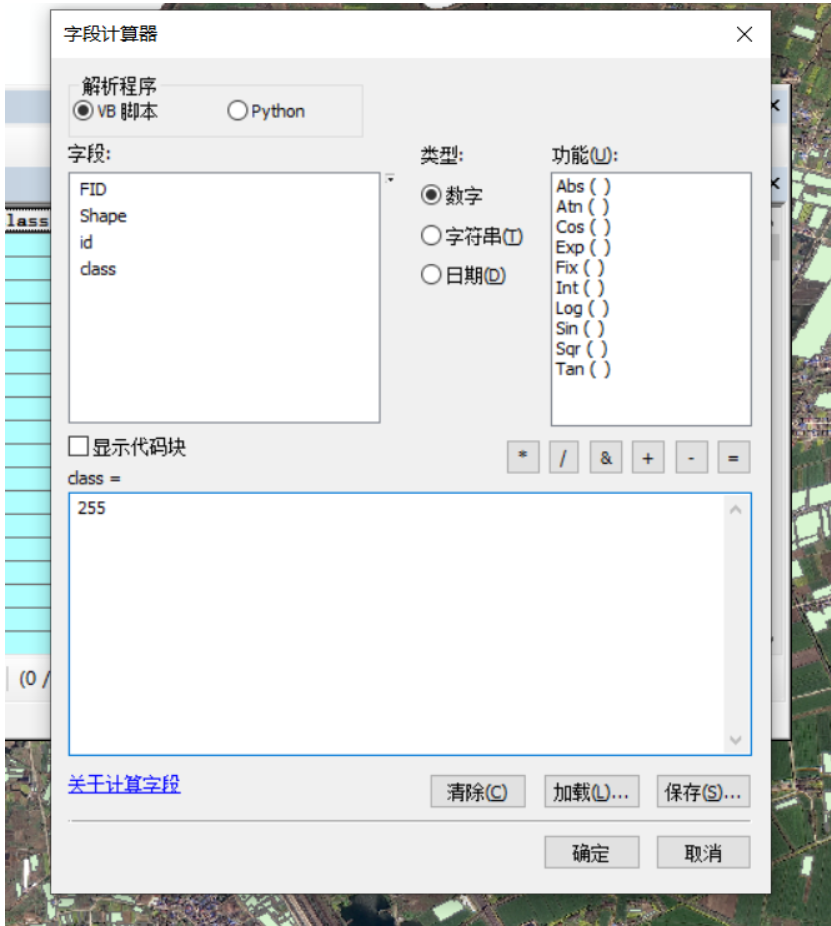 字段计算器
解析程序
VB 脚本
Python
字段:
类型:
功能(U):
FID
Shape
id
class
数字
字符串(T)
日期(D)
Abs ( )
Atn ( )
Cos ( )
Exp ( )
Fix ( )
Int ( )
Log ( )
Sin ( )
Sqr ( )
Tan ( )
lass
显示代码块
* / & + - =
class =
255
(0 /
关于计算字段
清除(C)
加载(L)...
保存(S)...
确定
取消